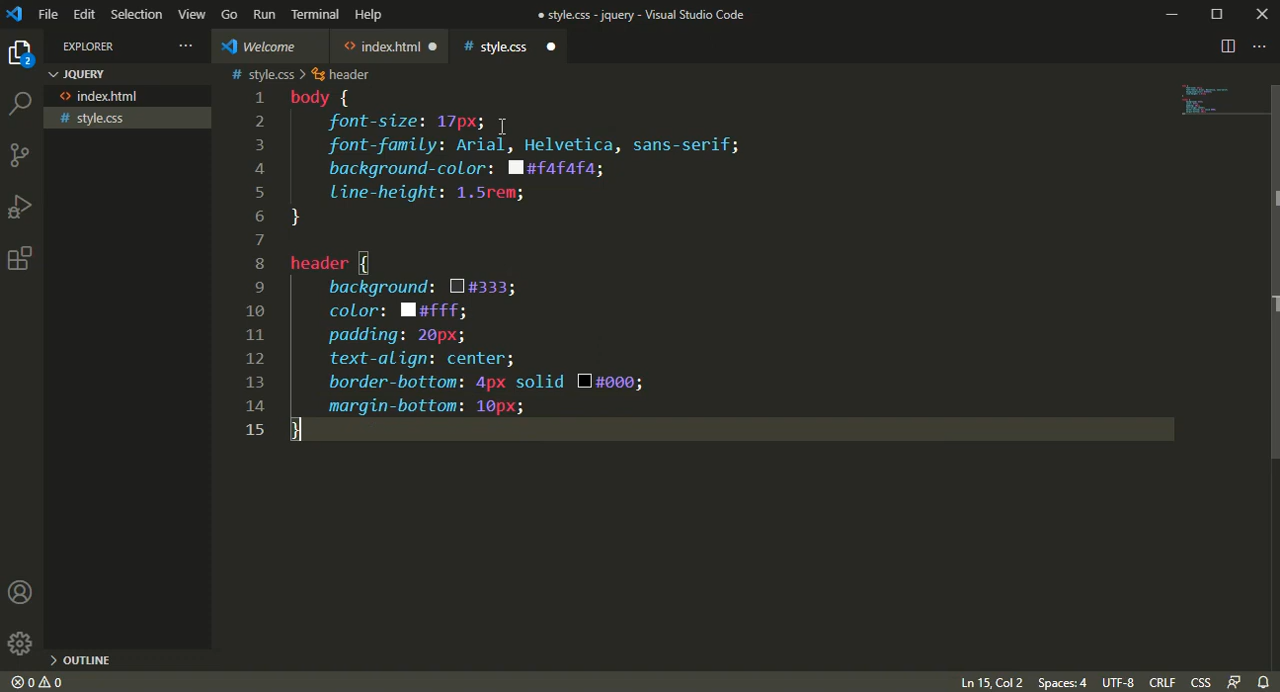 File Edit Selection View Go Run Terminal Help ● style.css - jquery - Visual Studio Code
EXPLORER ··· Welcome index.html ● # style.css ●
JQUERY # style.css > header
index.html
# style.css
2
1 body {
2 font-size: 17px;
3 font-family: Arial, Helvetica, sans-serif;
4 background-color: #f4f4f4;
5 line-height: 1.5rem;
6 }
7
8 header {
9 background: #333;
10 color: #fff;
11 padding: 20px;
12 text-align: center;
13 border-bottom: 4px solid #000;
14 margin-bottom: 10px;
15 }
OUTLINE
0 0 Ln 15, Col 2 Spaces: 4 UTF-8 CRLF CSS